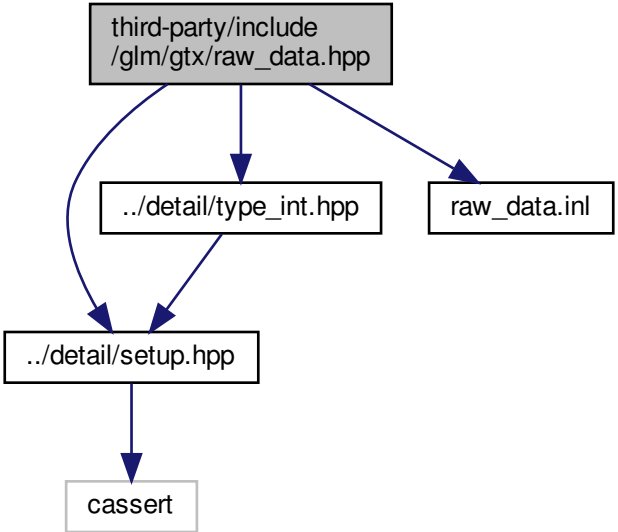 third-party/include
/glm/gtx/raw_data.hpp
../detail/type_int.hpp
raw_data.inl
../detail/setup.hpp
cassert